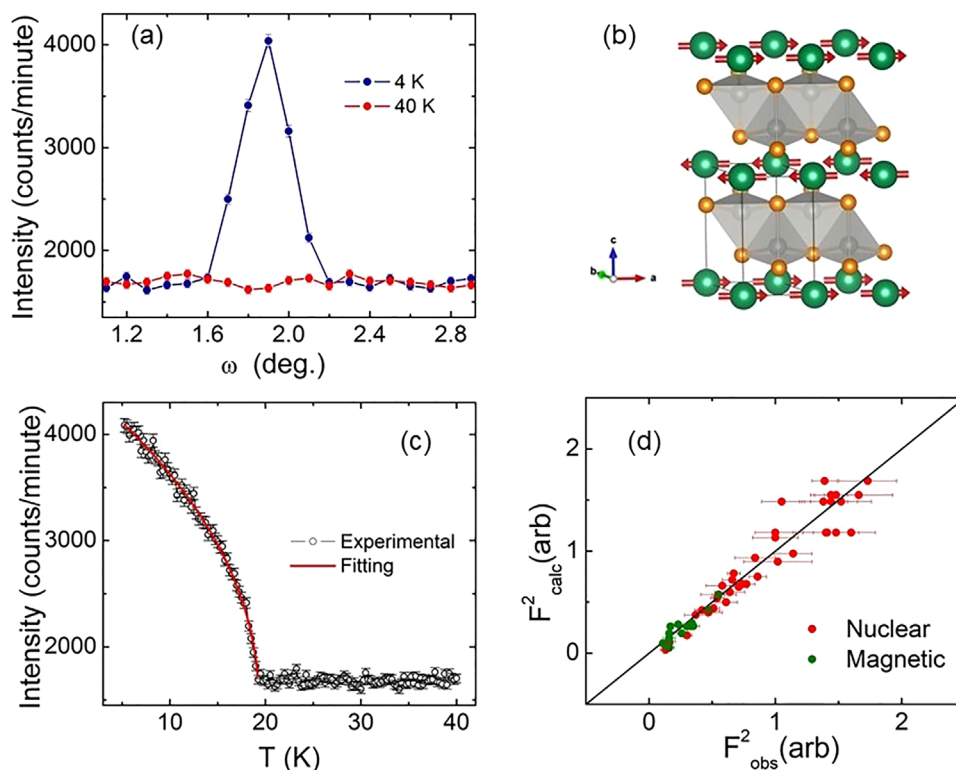 (a)
Intensity (counts/minute)
4000
3000
2000
4 K
40 K
1.2 1.6 2.0 2.4 2.8
ω (deg.)
(b)
c
b
a
(c)
Intensity (counts/minute)
4000
3000
2000
Experimental
Fitting
10 20 30 40
T (K)
(d)
F²calc(arb)
2
1
0
Nuclear
Magnetic
0 1 2
F²obs(arb)